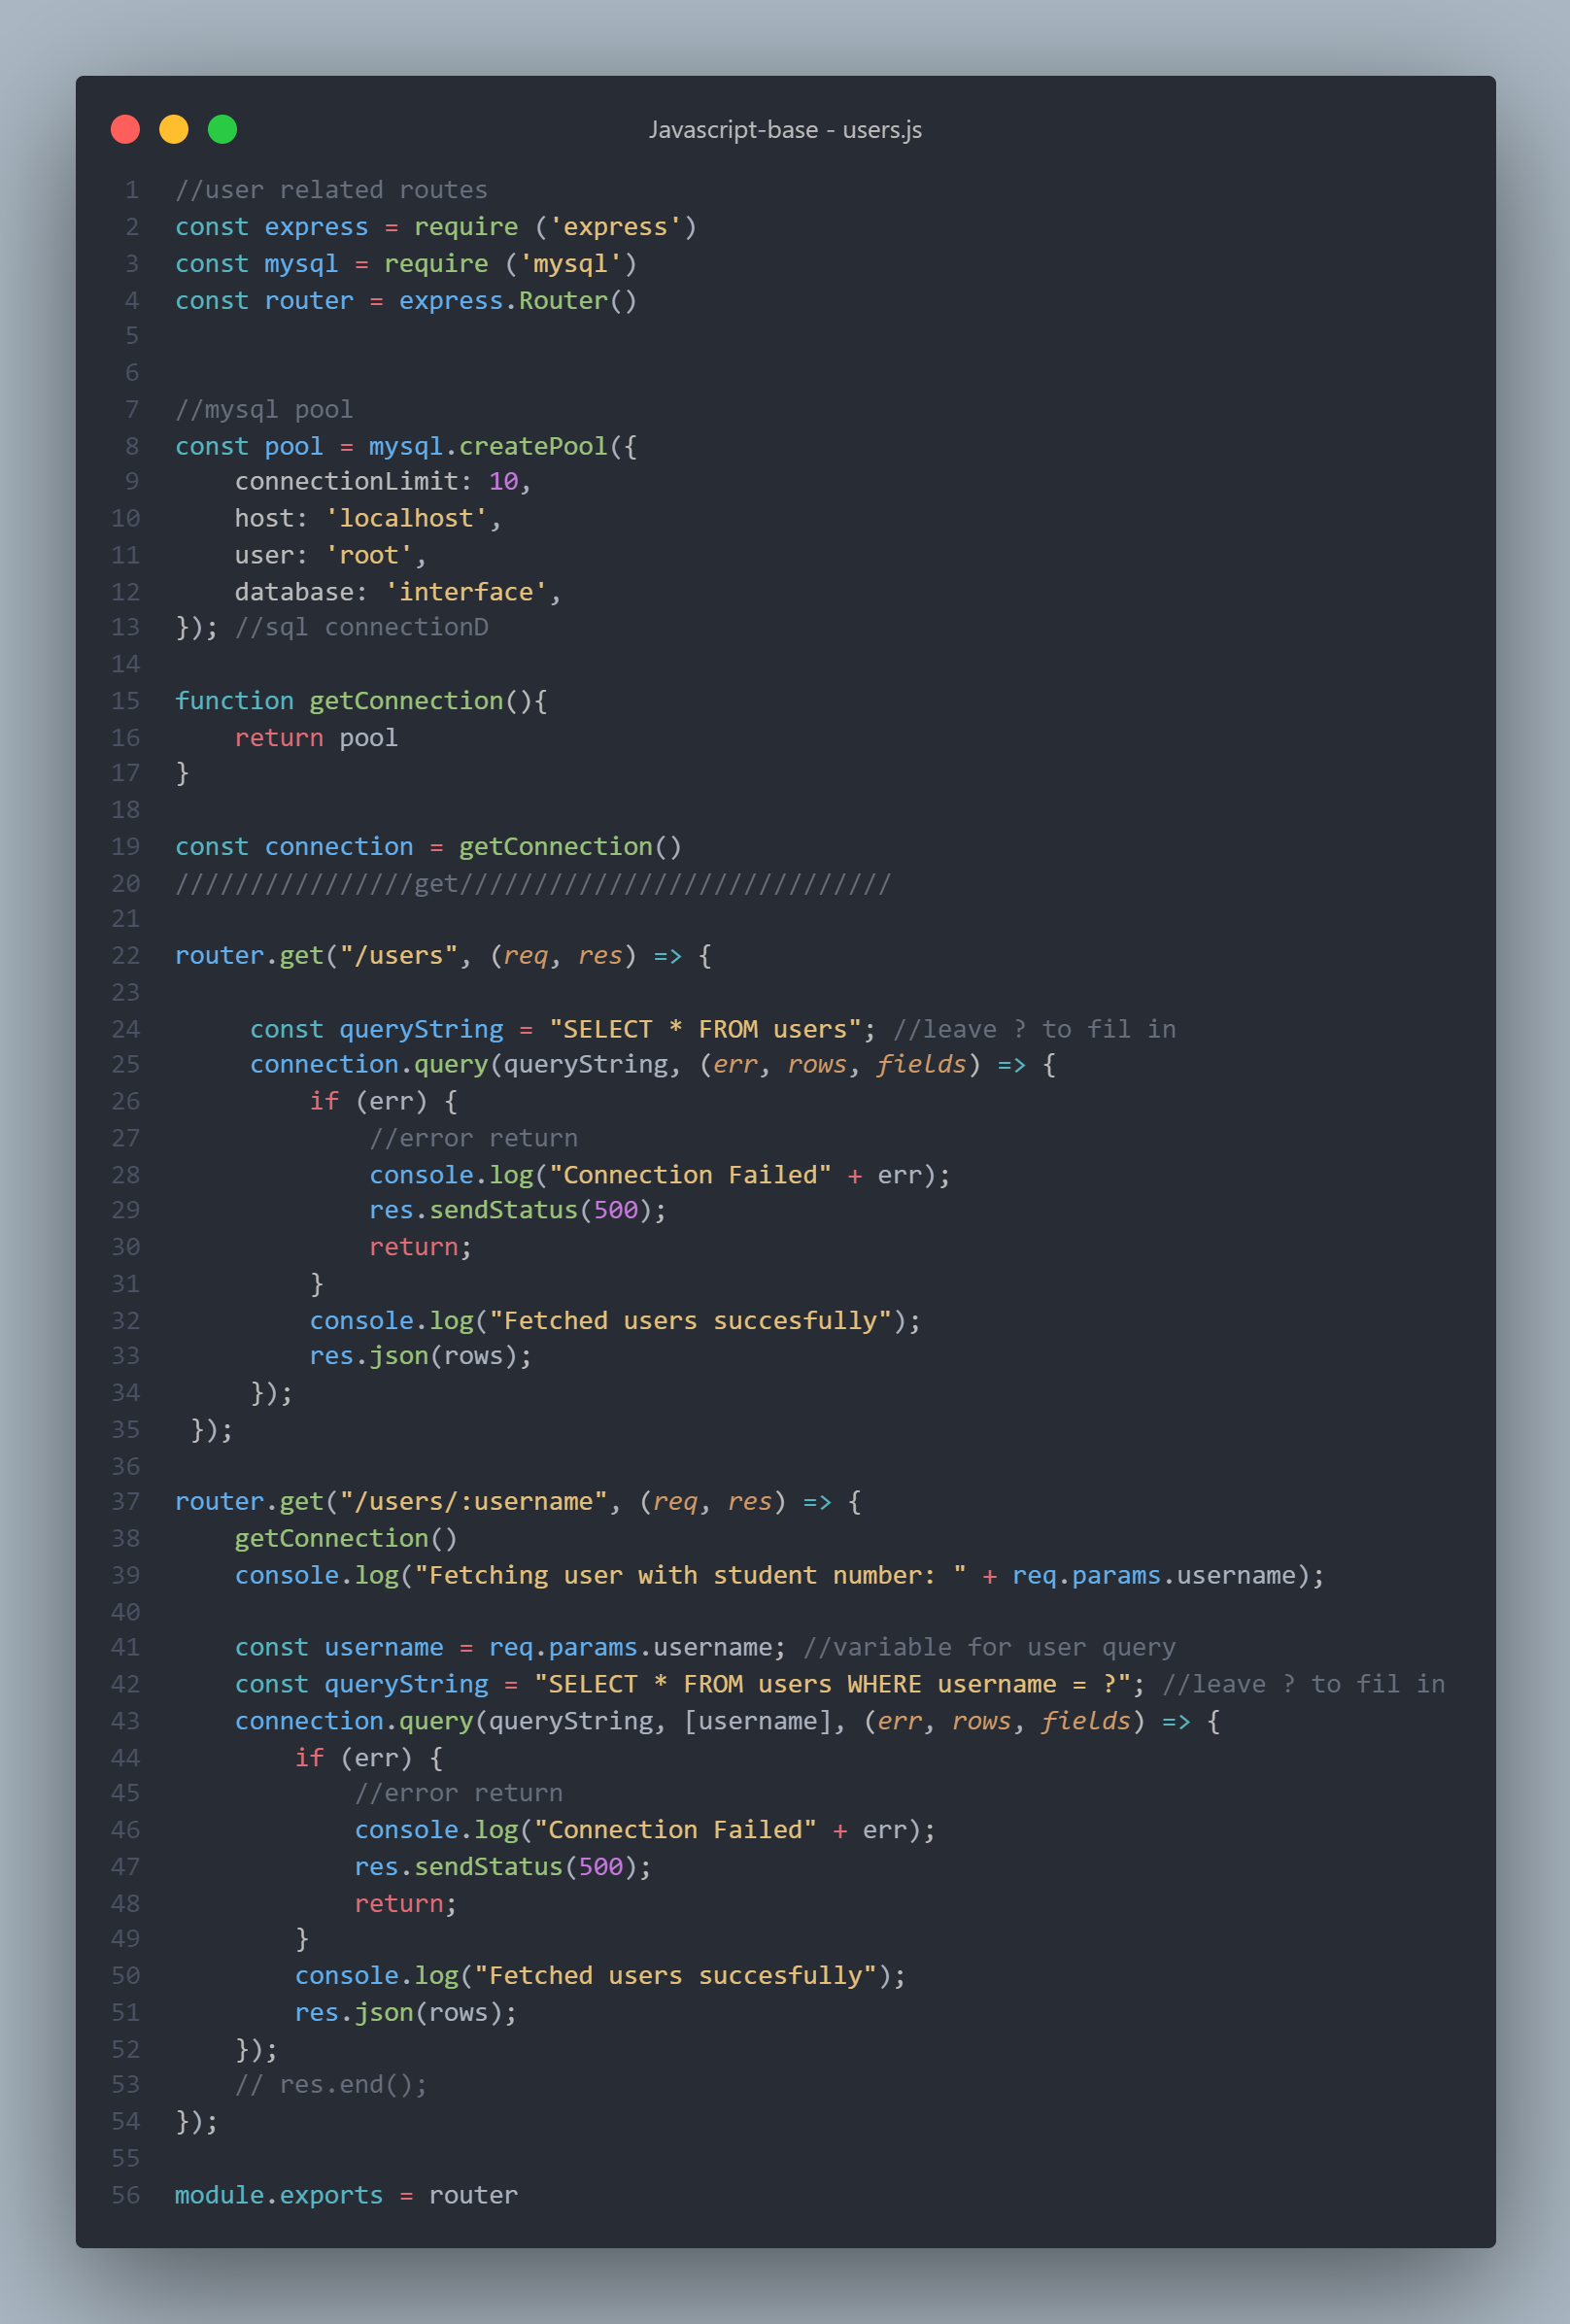 Javascript-base - users.js
1 //user related routes
2 const express = require ('express')
3 const mysql = require ('mysql')
4 const router = express.Router()
5
6
7 //mysql pool
8 const pool = mysql.createPool({
9     connectionLimit: 10,
10     host: 'localhost',
11     user: 'root',
12     database: 'interface',
13 }); //sql connectionD
14
15 function getConnection(){
16     return pool
17 }
18
19 const connection = getConnection()
20 ////////////////get/////////////////////////////
21
22 router.get("/users", (req, res) => {
23
24      const queryString = "SELECT * FROM users"; //leave ? to fil in
25      connection.query(queryString, (err, rows, fields) => {
26          if (err) {
27              //error return
28              console.log("Connection Failed" + err);
29              res.sendStatus(500);
30              return;
31          }
32          console.log("Fetched users succesfully");
33          res.json(rows);
34      });
35  });
36
37 router.get("/users/:username", (req, res) => {
38     getConnection()
39     console.log("Fetching user with student number: " + req.params.username);
40
41     const username = req.params.username; //variable for user query
42     const queryString = "SELECT * FROM users WHERE username = ?"; //leave ? to fil in
43     connection.query(queryString, [username], (err, rows, fields) => {
44         if (err) {
45             //error return
46             console.log("Connection Failed" + err);
47             res.sendStatus(500);
48             return;
49         }
50         console.log("Fetched users succesfully");
51         res.json(rows);
52     });
53     // res.end();
54 });
55
56 module.exports = router